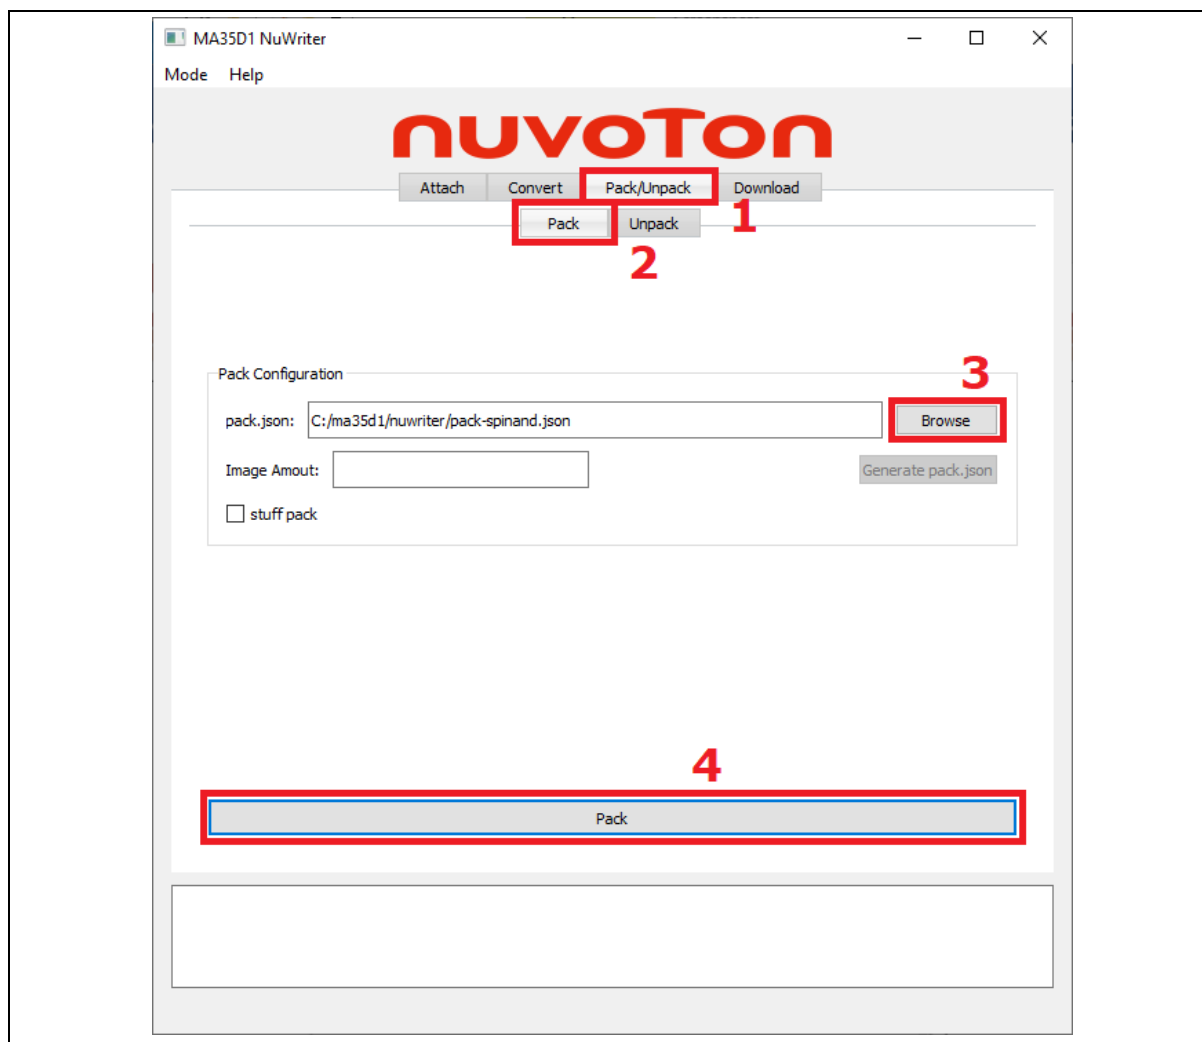 MA35D1 NuWriter
Mode Help
nuvoTon
Attach Convert Pack/Unpack Download
1
Pack Unpack
2
3
Pack Configuration
pack.json: C:/ma35d1/nuwriter/pack-spinand.json Browse
Image Amout: Generate pack.json
stuff pack
4
Pack